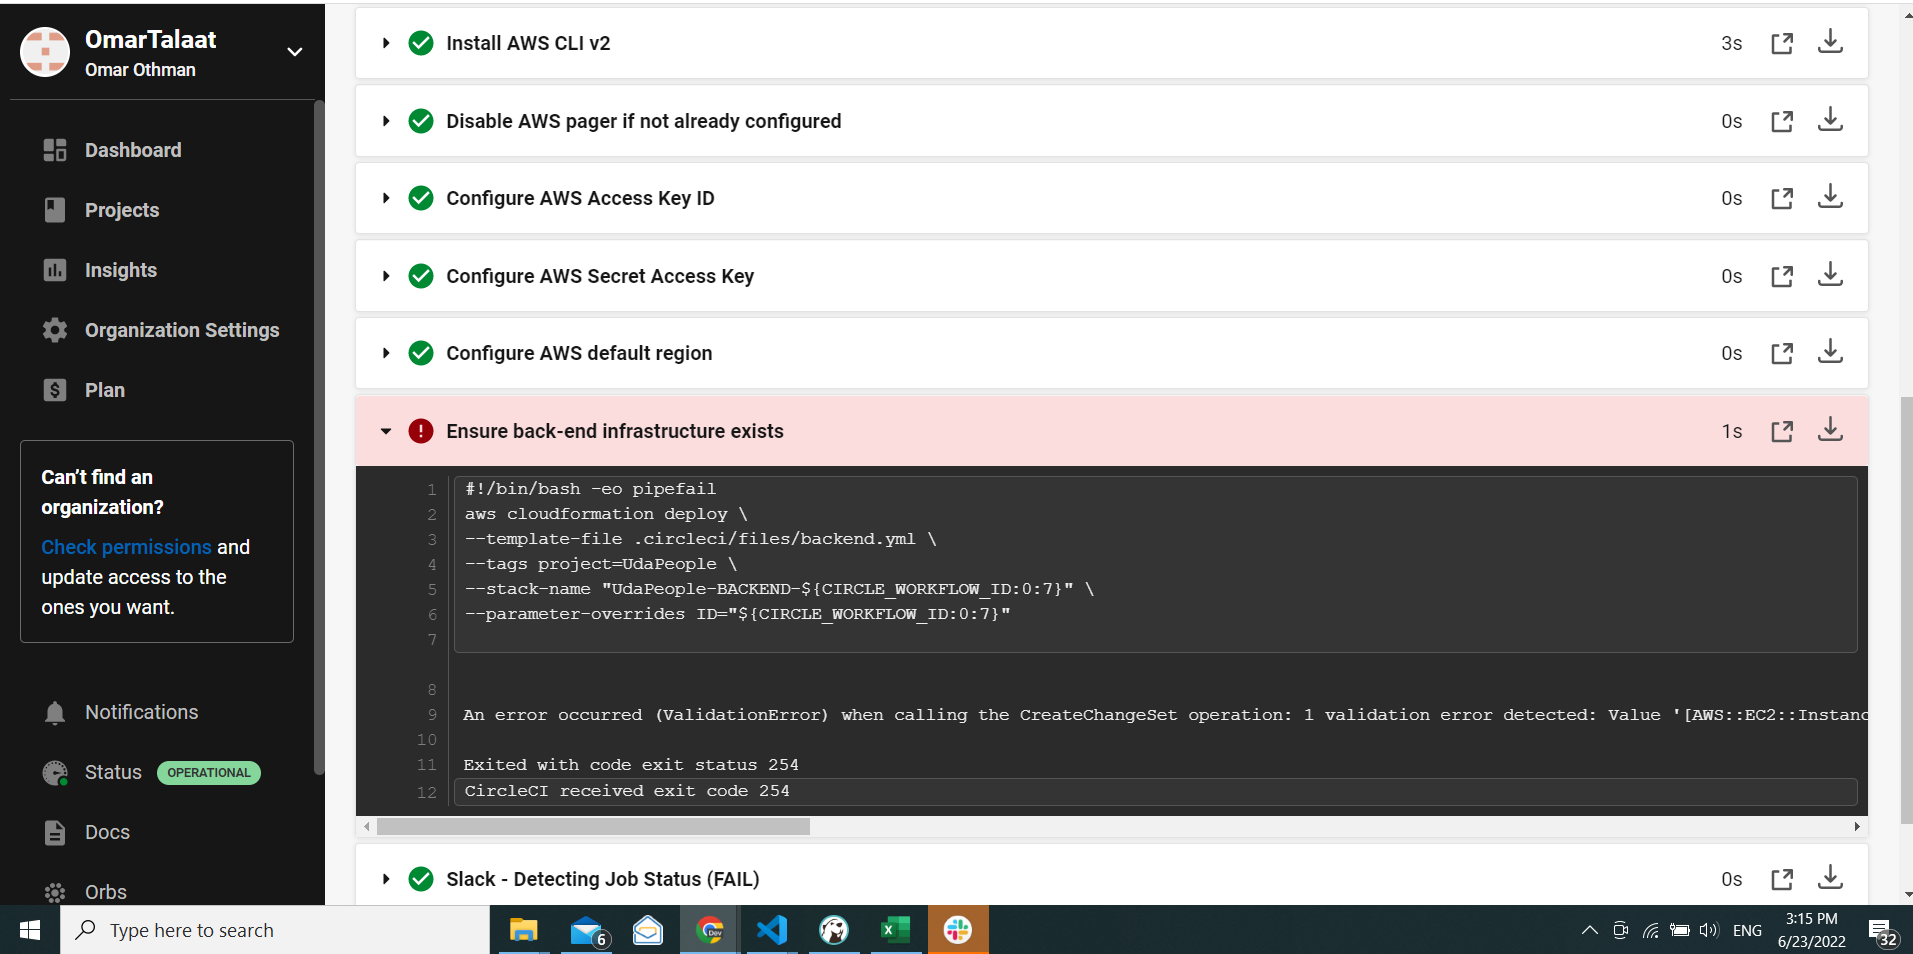 OmarTalaat
Omar Othman
Dashboard
Projects
Insights
Organization Settings
Plan
Can't find an
organization?
Check permissions and
update access to the
ones you want.
Notifications
Status OPERATIONAL
Docs
Orbs
Install AWS CLI v2 3s
Disable AWS pager if not already configured 0s
Configure AWS Access Key ID 0s
Configure AWS Secret Access Key 0s
Configure AWS default region 0s
Ensure back-end infrastructure exists 1s
1 #!/bin/bash -eo pipefail
2 aws cloudformation deploy \
3 --template-file .circleci/files/backend.yml \
4 --tags project=UdaPeople \
5 --stack-name "UdaPeople-BACKEND-${CIRCLE_WORKFLOW_ID:0:7}" \
6 --parameter-overrides ID="${CIRCLE_WORKFLOW_ID:0:7}"
7
8
9 An error occurred (ValidationError) when calling the CreateChangeSet operation: 1 validation error detected: Value '[AWS::EC2::Instanc
10
11 Exited with code exit status 254
12 CircleCI received exit code 254
Slack - Detecting Job Status (FAIL) 0s
Type here to search
6
Dev
ENG
3:15 PM
6/23/2022
32